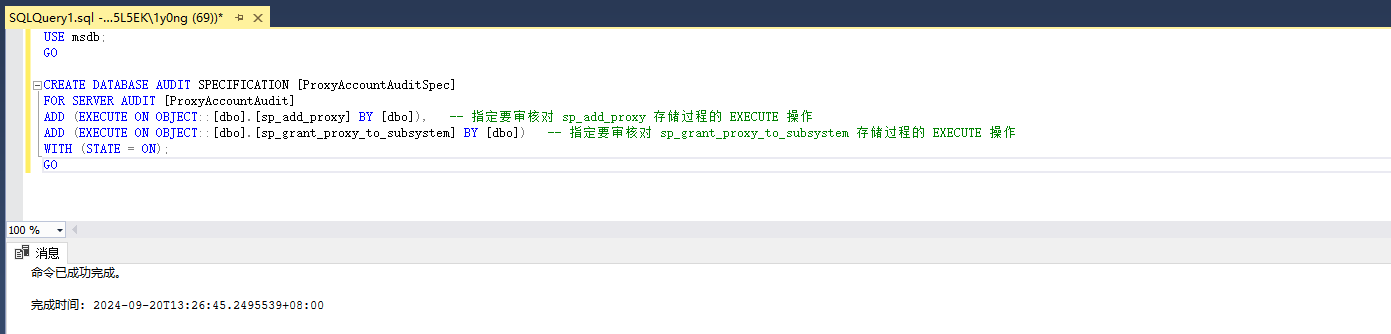 SQLQuery1.sql -...5L5EK\1y0ng (69))*
USE msdb;
GO
CREATE DATABASE AUDIT SPECIFICATION [ProxyAccountAuditSpec]
FOR SERVER AUDIT [ProxyAccountAudit]
ADD (EXECUTE ON OBJECT::[dbo].[sp_add_proxy] BY [dbo]), -- 指定要审核对 sp_add_proxy 存储过程的 EXECUTE 操作
ADD (EXECUTE ON OBJECT::[dbo].[sp_grant_proxy_to_subsystem] BY [dbo]) -- 指定要审核对 sp_grant_proxy_to_subsystem 存储过程的 EXECUTE 操作
WITH (STATE = ON);
GO
100 %
消息
命令已成功完成。
完成时间: 2024-09-20T13:26:45.2495539+08:00